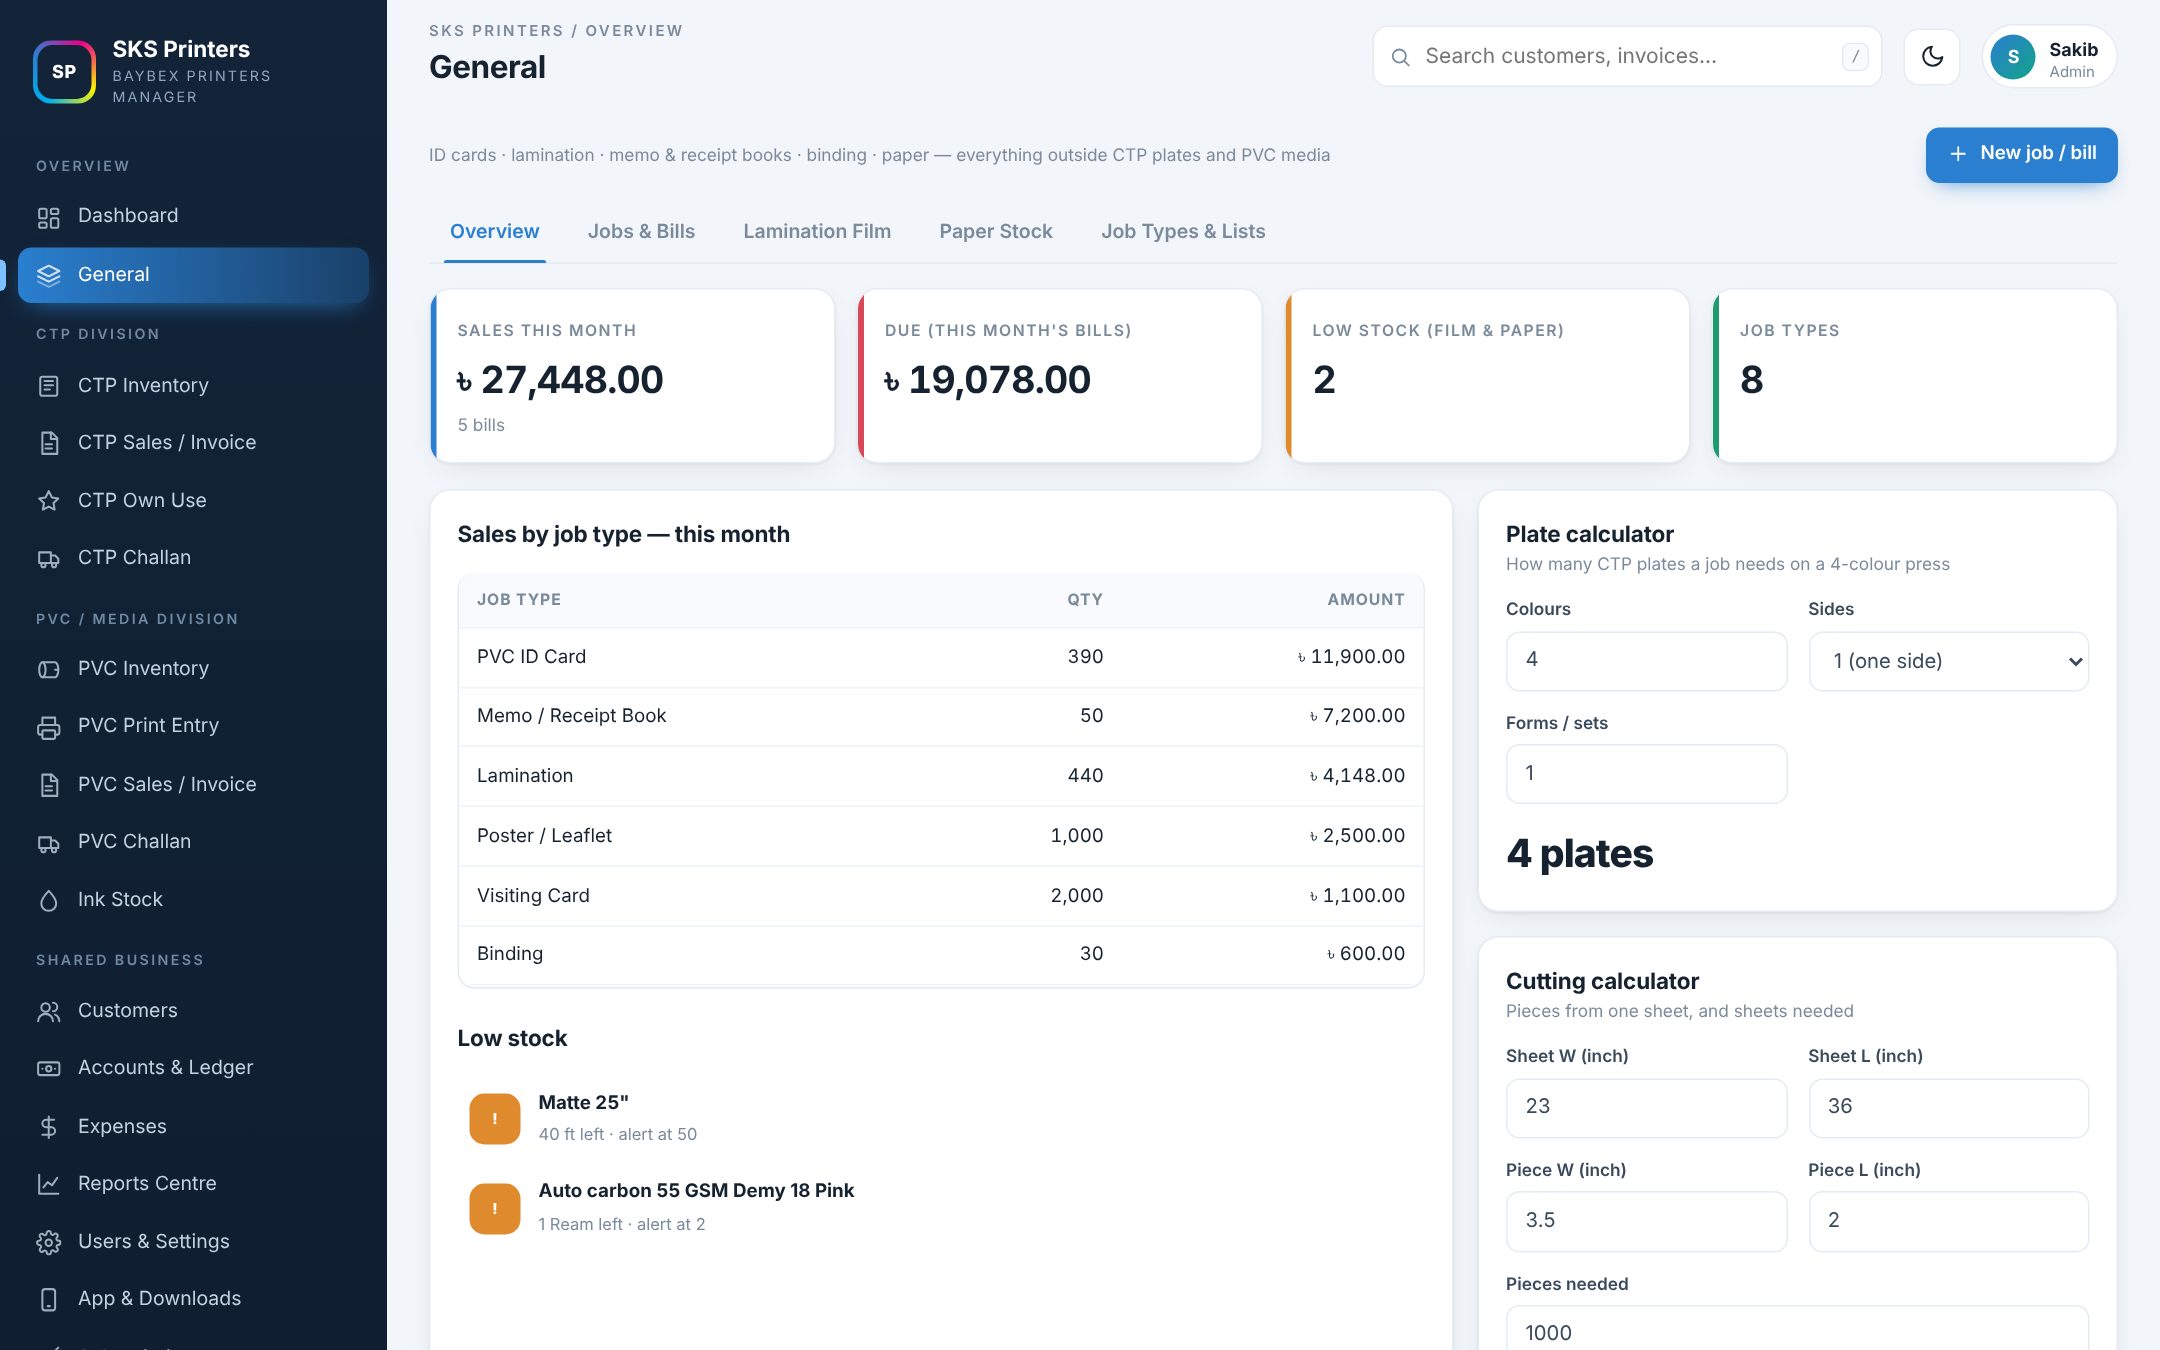 SP
SKS Printers
BAYBEX PRINTERS
MANAGER
OVERVIEW
Dashboard
General
CTP DIVISION
CTP Inventory
CTP Sales / Invoice
CTP Own Use
CTP Challan
PVC / MEDIA DIVISION
PVC Inventory
PVC Print Entry
PVC Sales / Invoice
PVC Challan
Ink Stock
SHARED BUSINESS
Customers
Accounts & Ledger
Expenses
Reports Centre
Users & Settings
App & Downloads
SKS PRINTERS / OVERVIEW
General
Search customers, invoices... /
S
Sakib
Admin
ID cards · lamination · memo & receipt books · binding · paper — everything outside CTP plates and PVC media
+ New job / bill
Overview Jobs & Bills Lamination Film Paper Stock Job Types & Lists
SALES THIS MONTH
৳ 27,448.00
5 bills
DUE (THIS MONTH'S BILLS)
৳ 19,078.00
LOW STOCK (FILM & PAPER)
2
JOB TYPES
8
Sales by job type — this month
JOB TYPE QTY AMOUNT
PVC ID Card 390 ৳ 11,900.00
Memo / Receipt Book 50 ৳ 7,200.00
Lamination 440 ৳ 4,148.00
Poster / Leaflet 1,000 ৳ 2,500.00
Visiting Card 2,000 ৳ 1,100.00
Binding 30 ৳ 600.00
Low stock
!
Matte 25"
40 ft left · alert at 50
!
Auto carbon 55 GSM Demy 18 Pink
1 Ream left · alert at 2
Plate calculator
How many CTP plates a job needs on a 4-colour press
Colours Sides
4 1 (one side)
Forms / sets
1
4 plates
Cutting calculator
Pieces from one sheet, and sheets needed
Sheet W (inch) Sheet L (inch)
23 36
Piece W (inch) Piece L (inch)
3.5 2
Pieces needed
1000